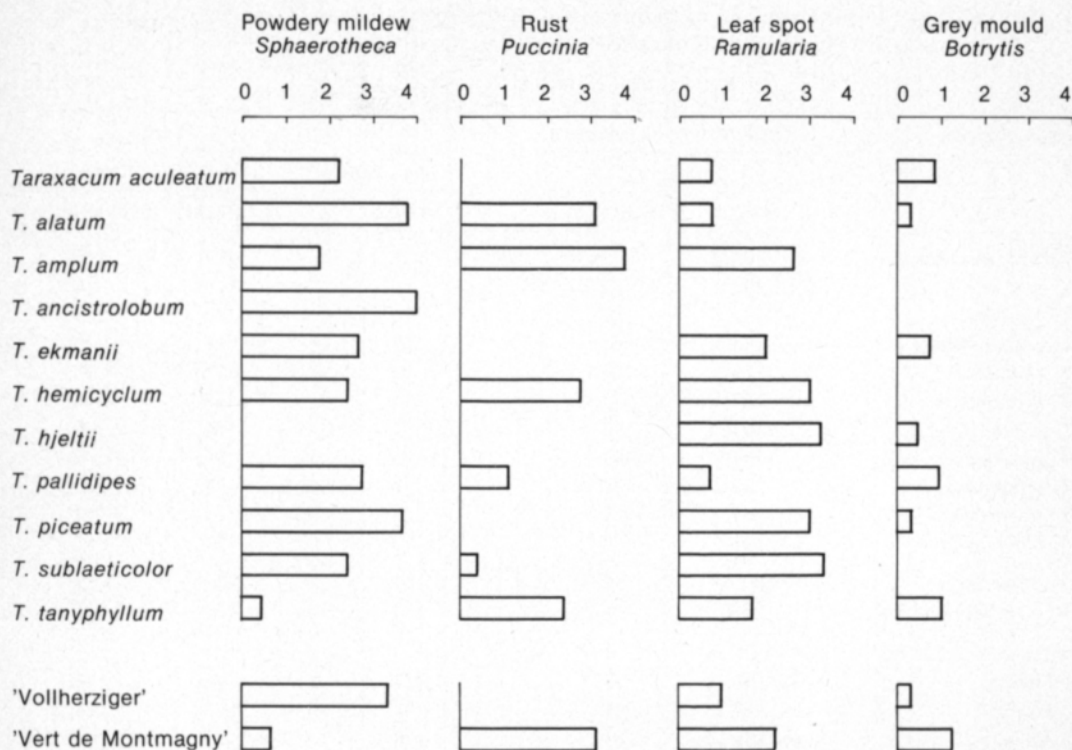 Powdery mildew Rust Leaf spot Grey mould
Sphaerotheca Puccinia Ramularia Botrytis
0 1 2 3 4 0 1 2 3 4 0 1 2 3 4 0 1 2 3 4
Taraxacum aculeatum
T. alatum
T. amplum
T. ancistrolobum
T. ekmanii
T. hemicyclum
T. hjeltii
T. pallidipes
T. piceatum
T. sublaeticolor
T. tanyphyllum
'Vollherziger'
'Vert de Montmagny'